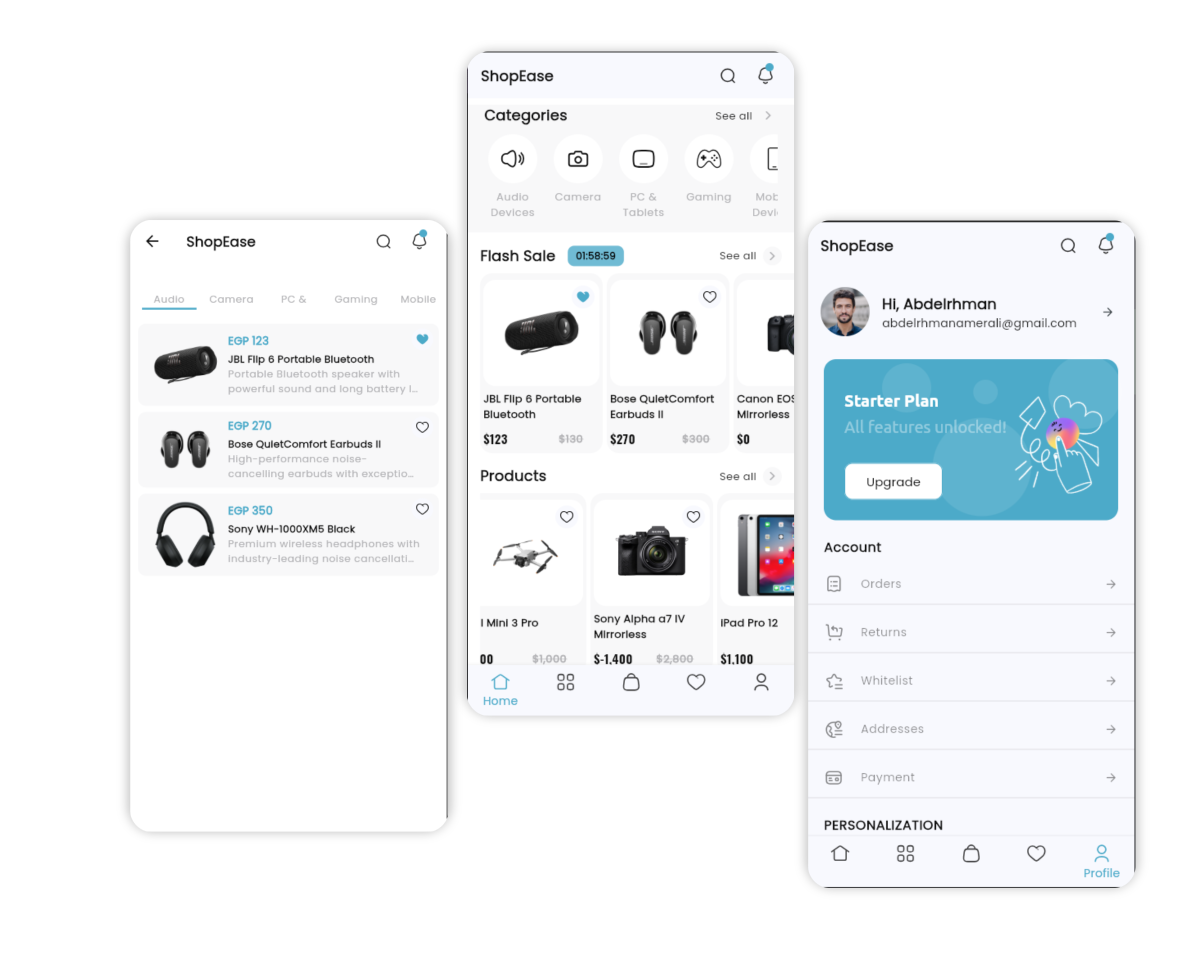 ShopEase
Audio Camera PC & Gaming Mobile
EGP 123
JBL Flip 6 Portable Bluetooth
Portable Bluetooth speaker with
powerful sound and long battery l...
EGP 270
Bose QuietComfort Earbuds II
High-performance noise-
cancelling earbuds with exceptio...
EGP 350
Sony WH-1000XM5 Black
Premium wireless headphones with
industry-leading noise cancellati...
ShopEase
Categories See all
Audio Devices
Camera
PC & Tablets
Gaming
Mob
Devi
Flash Sale 01:58:59 See all
JBL Flip 6 Portable
Bluetooth
$123 $130
Bose QuietComfort
Earbuds II
$270 $300
Canon EOS
Mirrorless
$0
Products See all
l Mini 3 Pro
00 $1,000
Sony Alpha a7 IV
Mirrorless
$-1,400 $2,800
iPad Pro 12
$1,100
Home
ShopEase
Hi, Abdelrhman
abdelrhmanamerali@gmail.com
Starter Plan
All features unlocked!
Upgrade
Account
Orders
Returns
Whitelist
Addresses
Payment
PERSONALIZATION
Profile